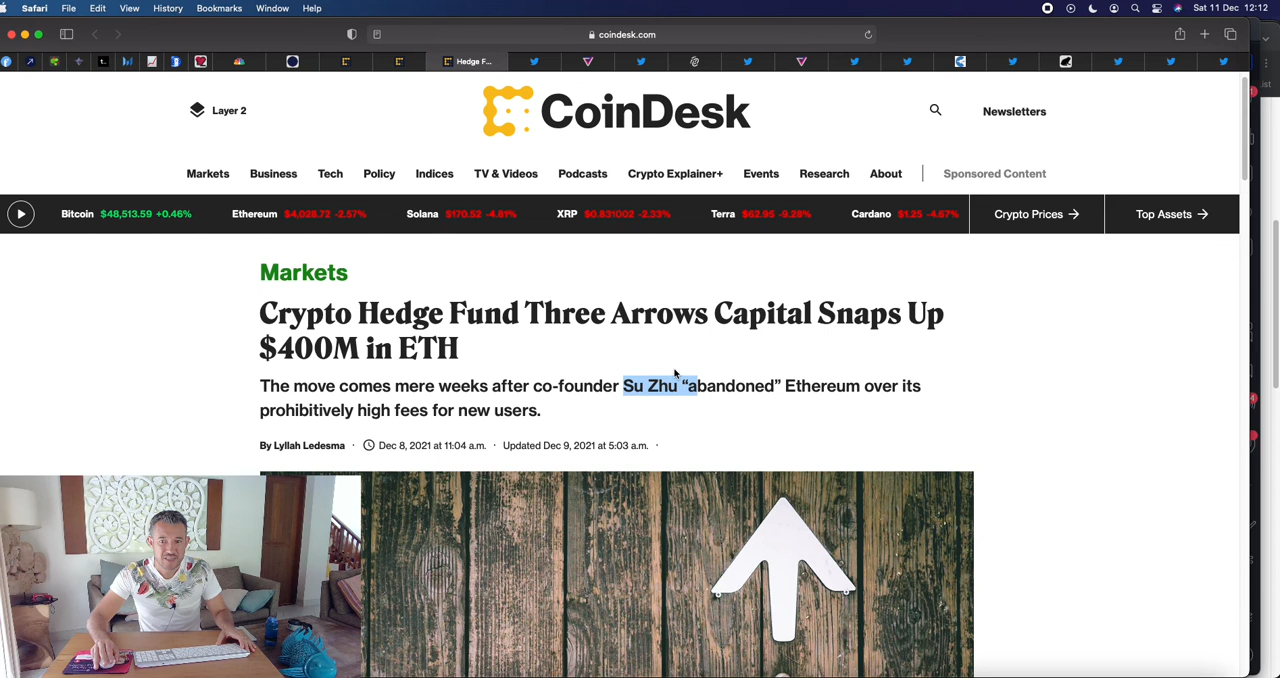 Safari File Edit View History Bookmarks Window Help
Sat 11 Dec 12:12
coindesk.com
Hedge F...
Layer 2
CoinDesk
Newsletters
Markets Business Tech Policy Indices TV & Videos Podcasts Crypto Explainer+ Events Research About Sponsored Content
Bitcoin $48,513.59 +0.46% Ethereum $4,028.72 -2.57% Solana $170.52 -4.81% XRP $0.831002 -2.33% Terra $62.95 -9.28% Cardano $1.25 -4.67% Crypto Prices → Top Assets →
Markets
Crypto Hedge Fund Three Arrows Capital Snaps Up
$400M in ETH
The move comes mere weeks after co-founder Su Zhu “abandoned” Ethereum over its
prohibitively high fees for new users.
By Lyllah Ledesma · Dec 8, 2021 at 11:04 a.m. · Updated Dec 9, 2021 at 5:03 a.m. ·